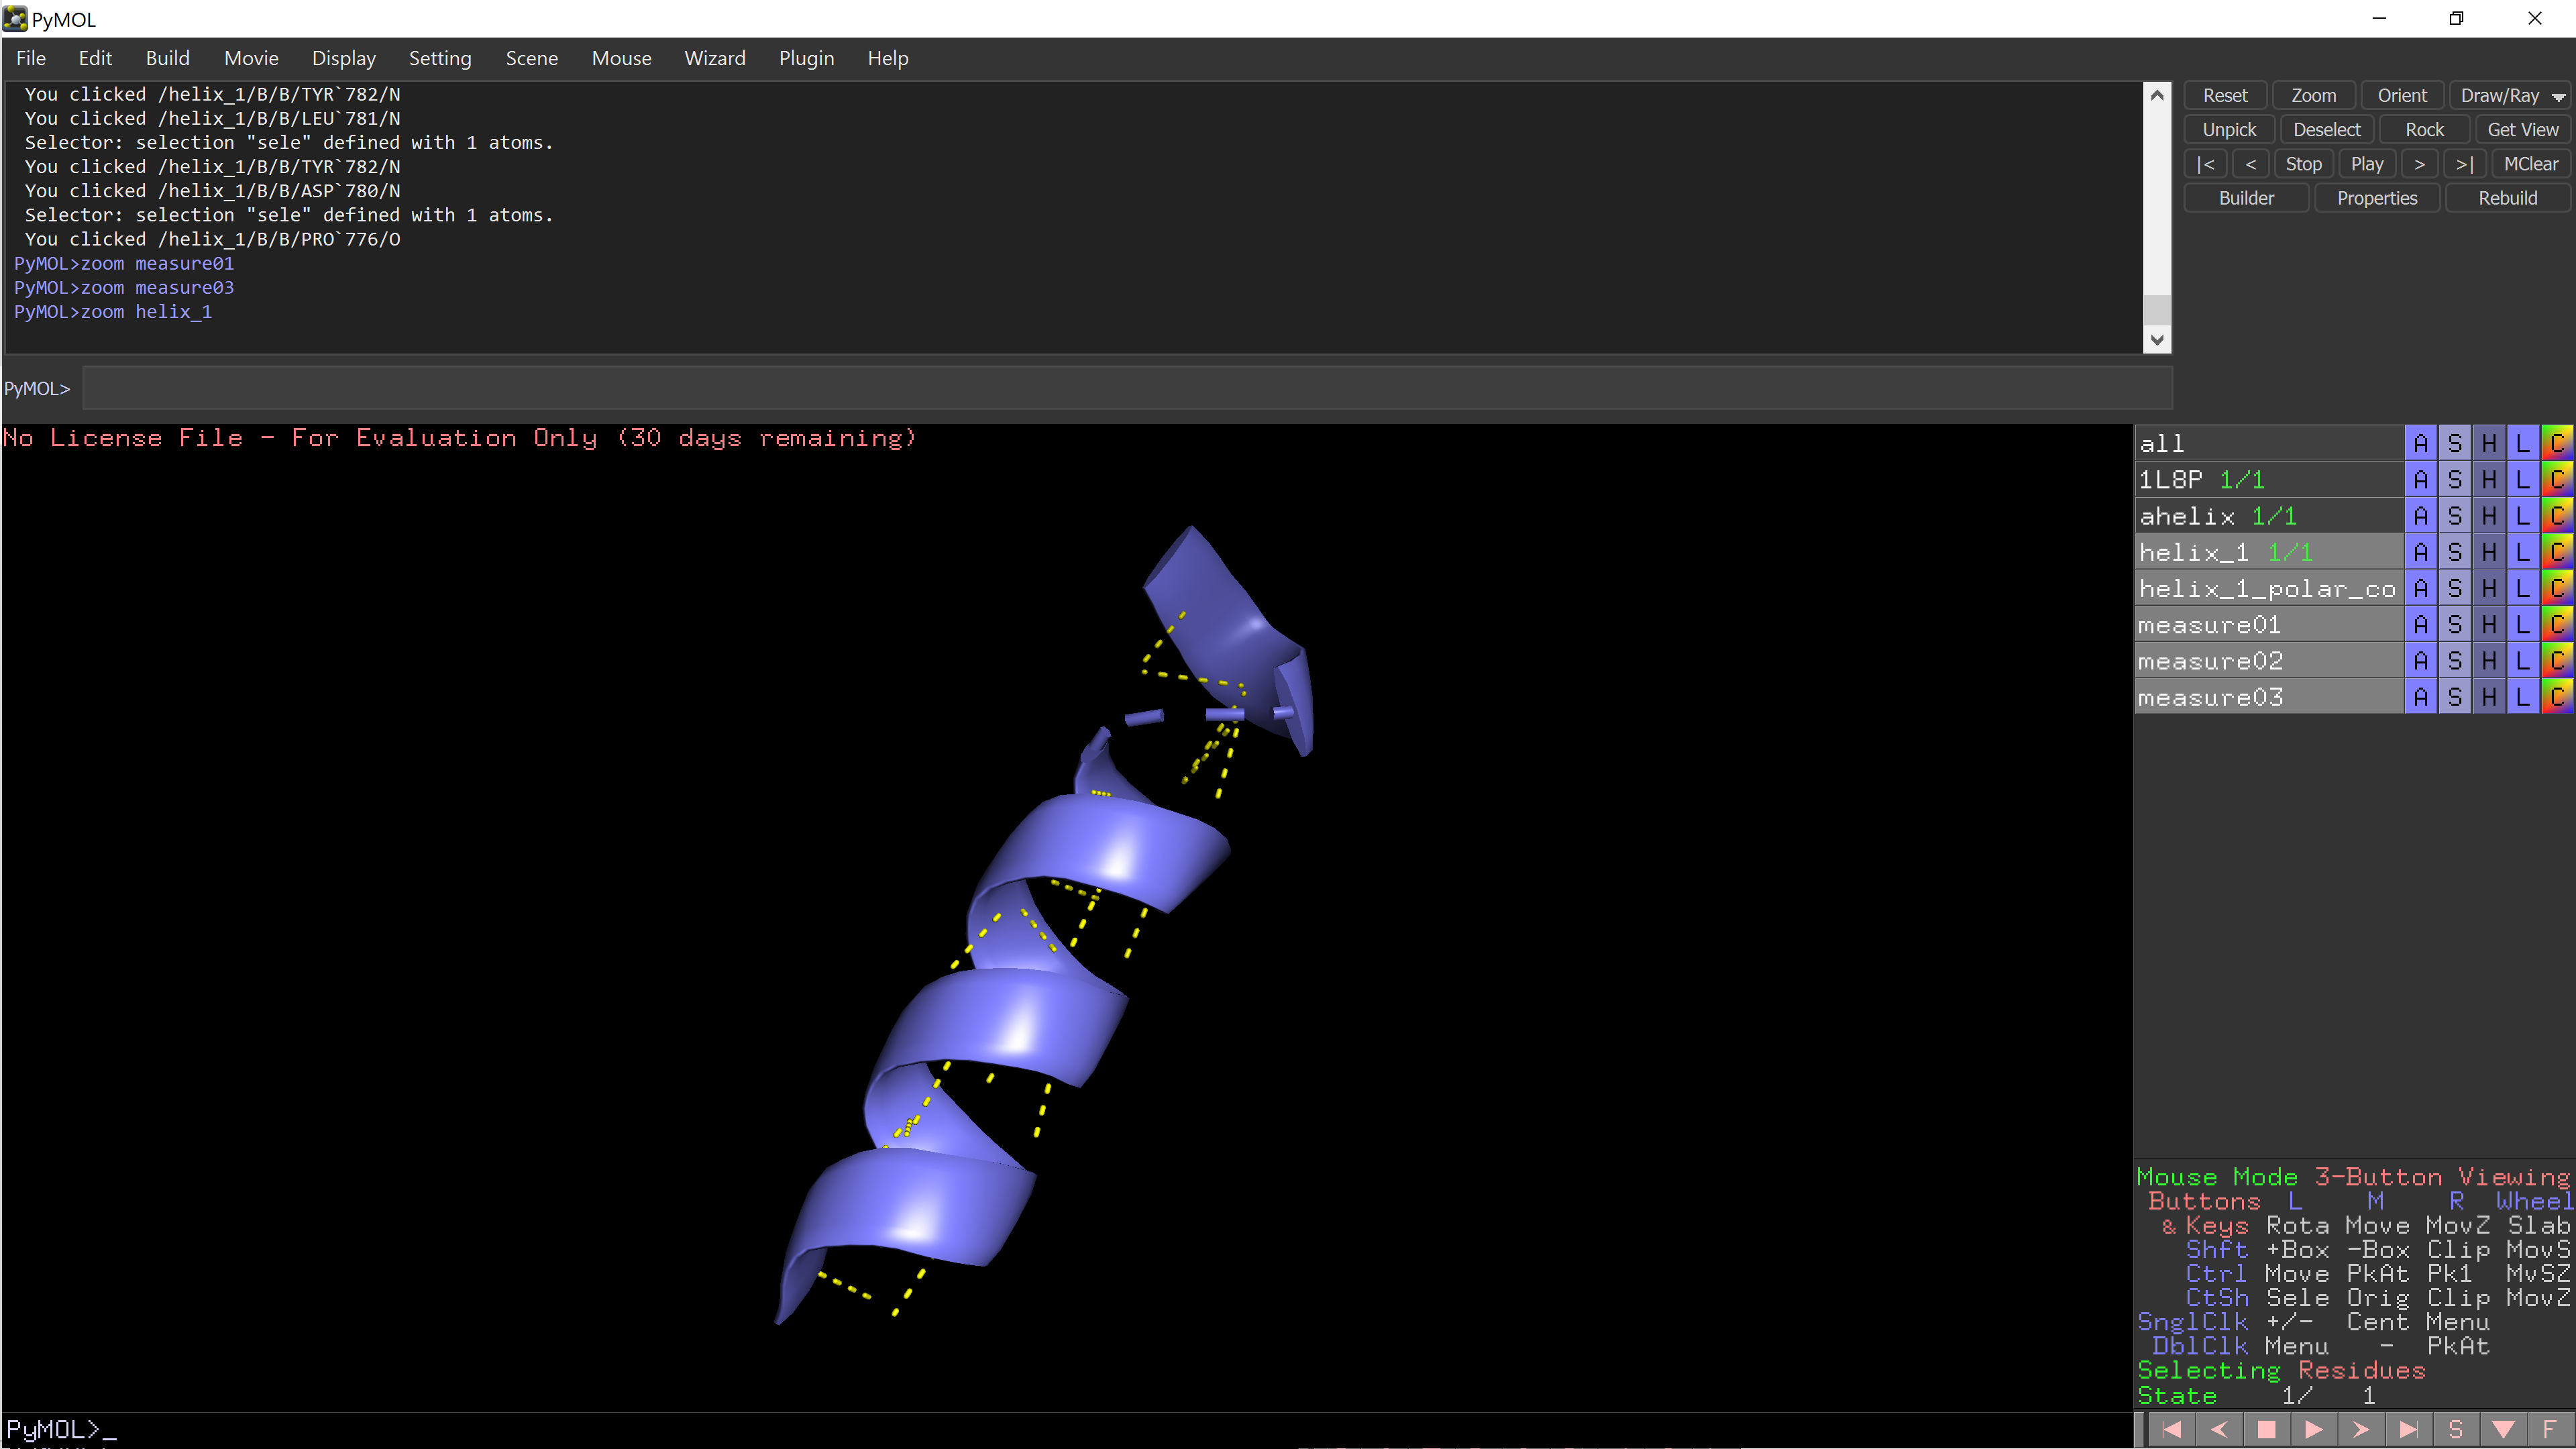 PyMOL
File Edit Build Movie Display Setting Scene Mouse Wizard Plugin Help
You clicked /helix_1/B/B/TYR`782/N
You clicked /helix_1/B/B/LEU`781/N
Selector: selection "sele" defined with 1 atoms.
You clicked /helix_1/B/B/TYR`782/N
You clicked /helix_1/B/B/ASP`780/N
Selector: selection "sele" defined with 1 atoms.
You clicked /helix_1/B/B/PRO`776/O
PyMOL>zoom measure01
PyMOL>zoom measure03
PyMOL>zoom helix_1
PyMOL>
Reset Zoom Orient Draw/Ray
Unpick Deselect Rock Get View
|< < Stop Play > >| MClear
Builder Properties Rebuild
No License File - For Evaluation Only (30 days remaining)
all A S H L C
1L8P 1/1 A S H L C
ahelix 1/1 A S H L C
helix_1 1/1 A S H L C
helix_1_polar_co A S H L C
measure01 A S H L C
measure02 A S H L C
measure03 A S H L C
Mouse Mode 3-Button Viewing
Buttons L M R Wheel
& Keys Rota Move MovZ Slab
Shft +Box -Box Clip MovS
Ctrl Move PkAt Pk1 MvSZ
CtSh Sele Orig Clip MovZ
SnglClk +/- Cent Menu
DblClk Menu - PkAt
Selecting Residues
State 1/ 1
PyMOL>_
S F